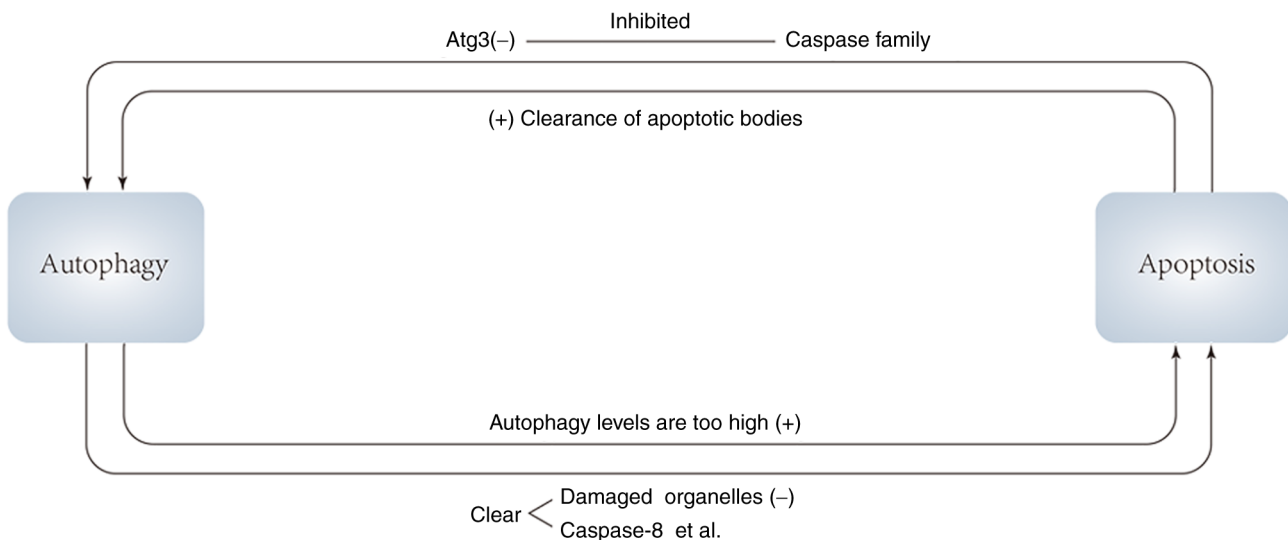 Inhibited
Atg3(–) Caspase family
(+) Clearance of apoptotic bodies
Autophagy
Apoptosis
Autophagy levels are too high (+)
Damaged organelles (–)
Clear
Caspase-8 et al.